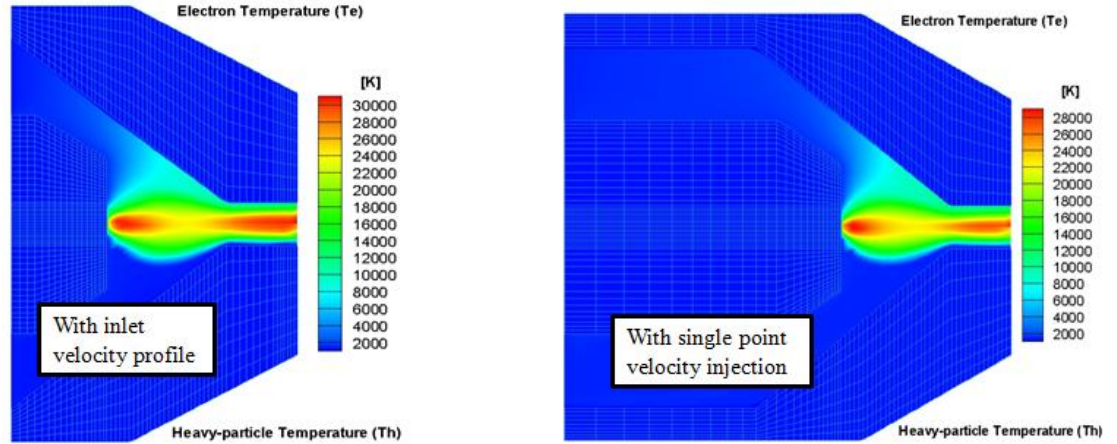 Electron Temperature (Te)
[K]
30000
28000
26000
24000
22000
20000
18000
16000
14000
12000
10000
8000
6000
4000
2000
With inlet
velocity profile
Heavy-particle Temperature (Th)
Electron Temperature (Te)
[K]
28000
26000
24000
22000
20000
18000
16000
14000
12000
10000
8000
6000
4000
2000
With single point
velocity injection
Heavy-particle Temperature (Th)